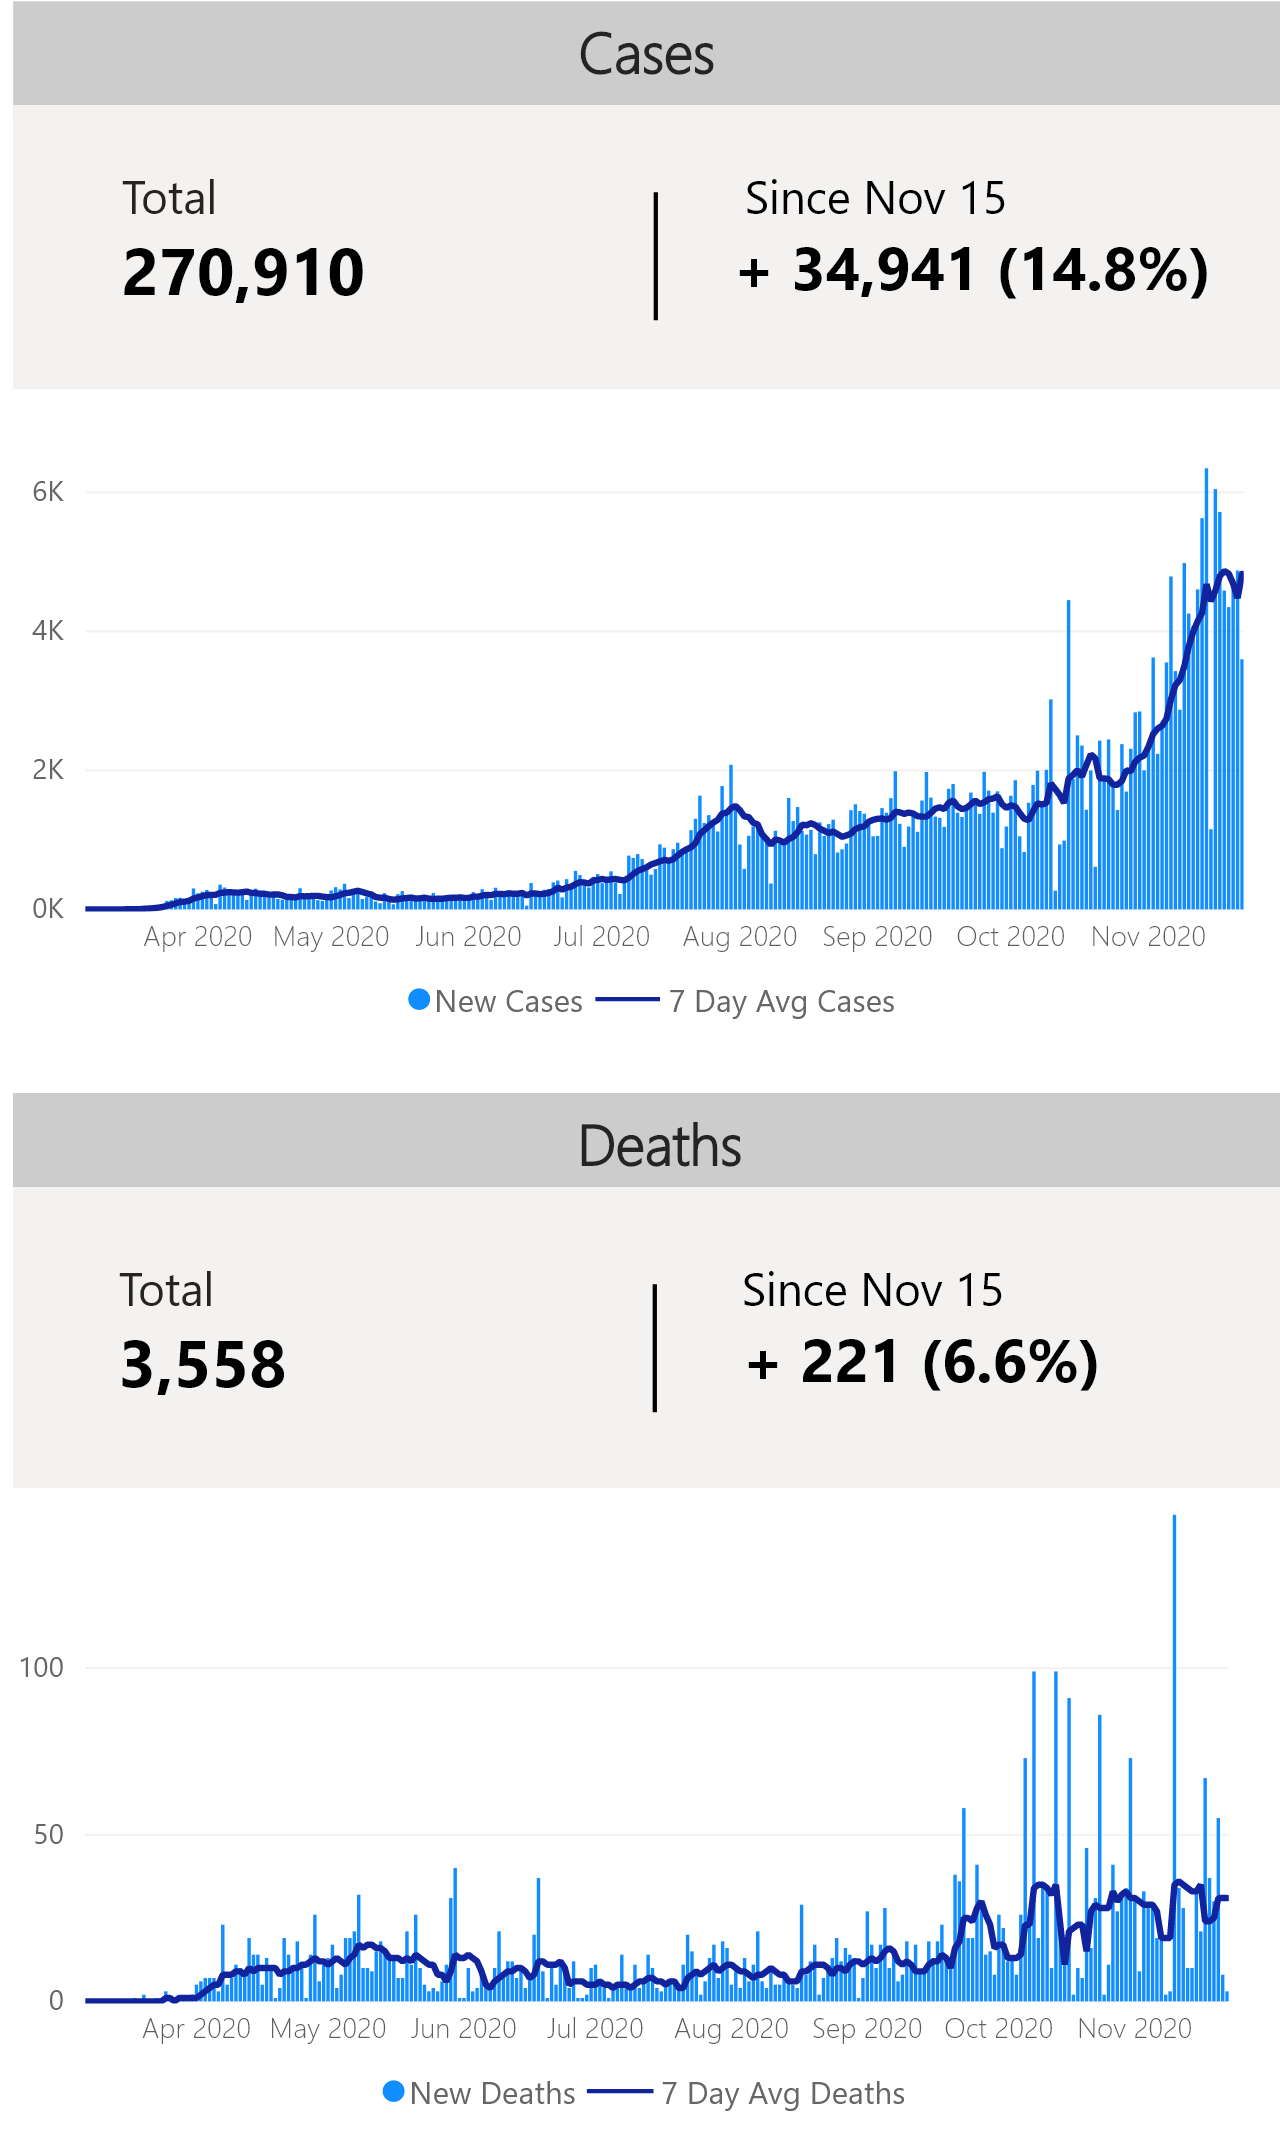 Cases
Total
Since Nov 15
270,910
+ 34,941 (14.8%)
6K
4K
2K
0K
Apr 2020 May 2020 Jun 2020 Jul 2020 Aug 2020 Sep 2020 Oct 2020 Nov 2020
New Cases 7 Day Avg Cases
Deaths
Total
Since Nov 15
3,558
+ 221 (6.6%)
100
50
0
Apr 2020 May 2020 Jun 2020 Jul 2020 Aug 2020 Sep 2020 Oct 2020 Nov 2020
New Deaths 7 Day Avg Deaths